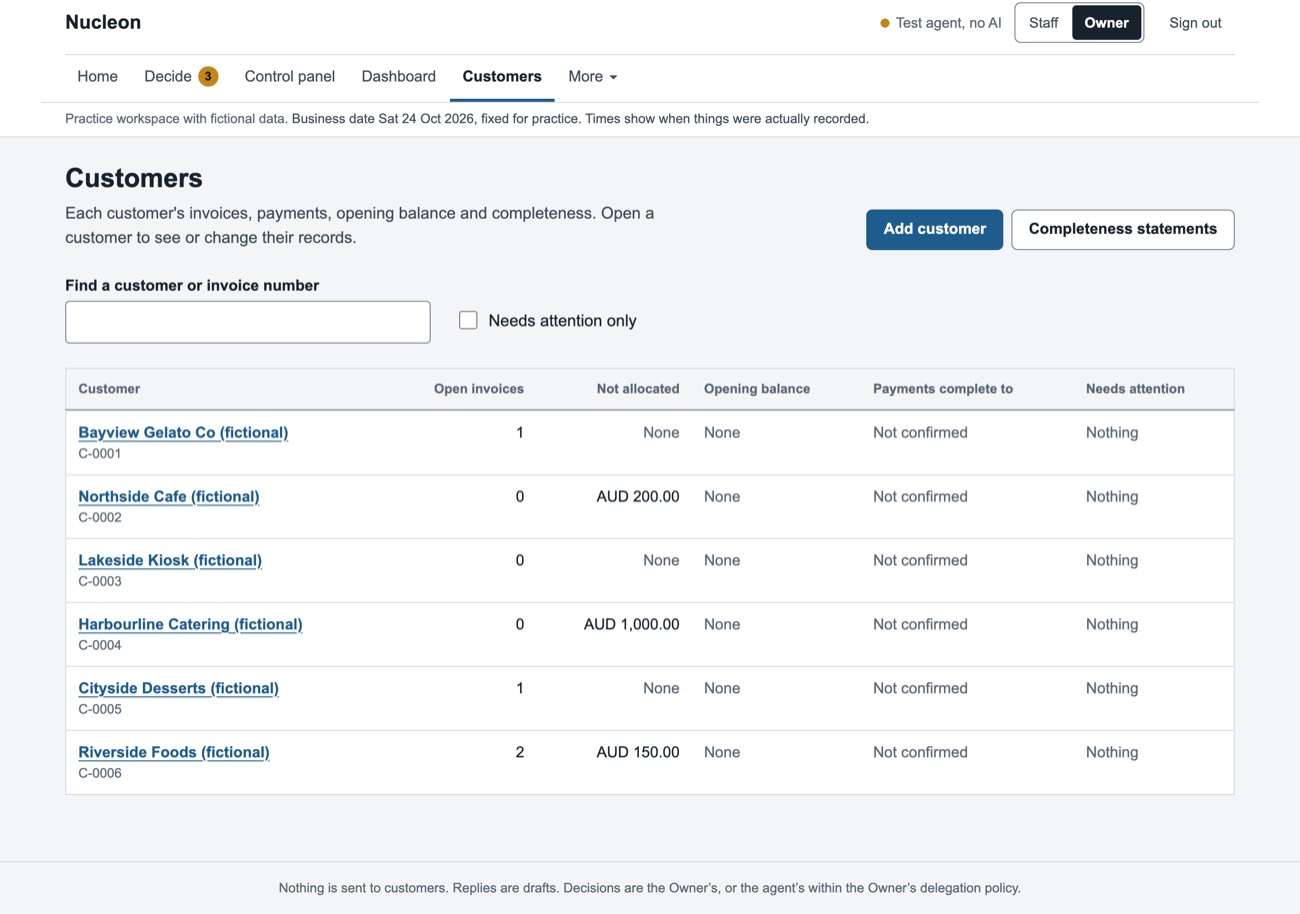 Nucleon
Test agent, no AI
Staff
Owner
Sign out
Home
Decide 3
Control panel
Dashboard
Customers
More
Practice workspace with fictional data. Business date Sat 24 Oct 2026, fixed for practice. Times show when things were actually recorded.
Customers
Each customer's invoices, payments, opening balance and completeness. Open a
customer to see or change their records.
Add customer
Completeness statements
Find a customer or invoice number
Needs attention only
Customer Open invoices Not allocated Opening balance Payments complete to Needs attention
Bayview Gelato Co (fictional) 1 None None Not confirmed Nothing
C-0001
Northside Cafe (fictional) 0 AUD 200.00 None Not confirmed Nothing
C-0002
Lakeside Kiosk (fictional) 0 None None Not confirmed Nothing
C-0003
Harbourline Catering (fictional) 0 AUD 1,000.00 None Not confirmed Nothing
C-0004
Cityside Desserts (fictional) 1 None None Not confirmed Nothing
C-0005
Riverside Foods (fictional) 2 AUD 150.00 None Not confirmed Nothing
C-0006
Nothing is sent to customers. Replies are drafts. Decisions are the Owner’s, or the agent’s within the Owner’s delegation policy.